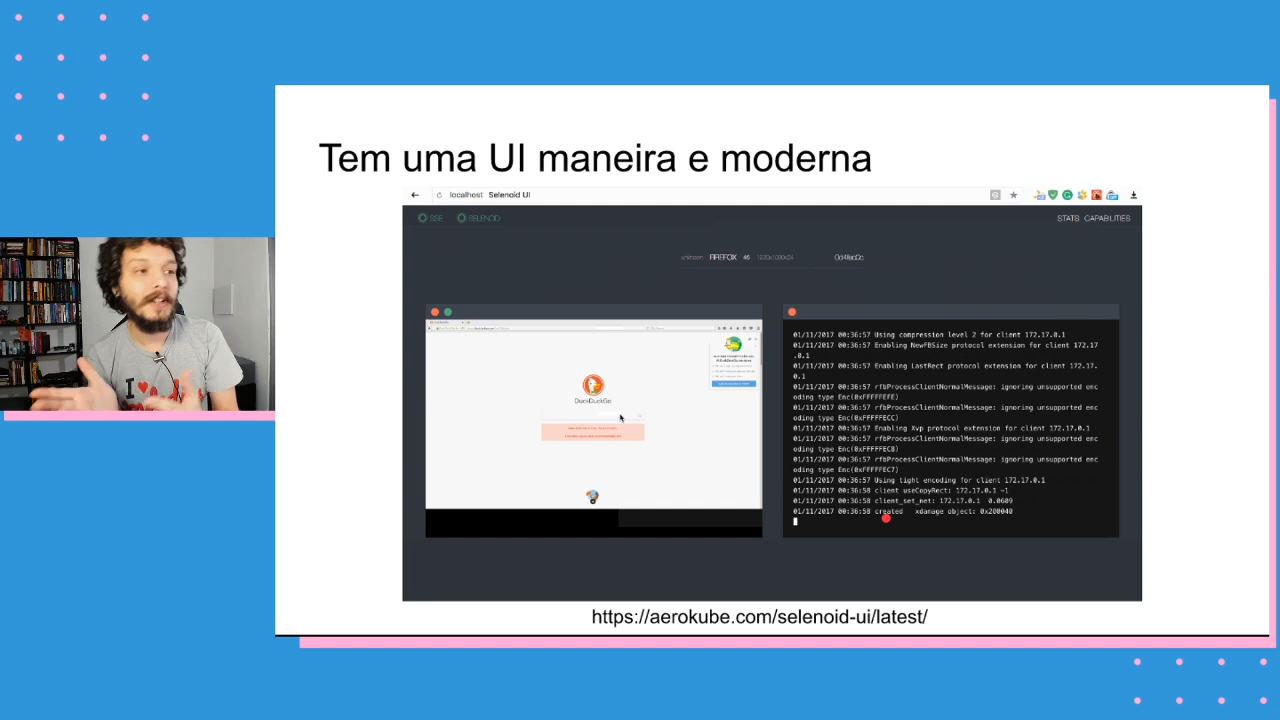 Tem uma UI maneira e moderna
localhost Selenoid UI
SSE SELENOID
STATS CAPABILITIES
unknown FIREFOX 46 1920x1080x24
DuckDuckGo
01/11/2017 00:36:57 Using compression level 2 for client 172.17.0.1
01/11/2017 00:36:57 Enabling NewFBSize protocol extension for client 172.17
.0.1
01/11/2017 00:36:57 Enabling LastRect protocol extension for client 172.17.
0.1
01/11/2017 00:36:57 rfbProcessClientNormalMessage: ignoring unsupported enc
oding type Enc(0xFFFFFEFE)
01/11/2017 00:36:57 rfbProcessClientNormalMessage: ignoring unsupported enc
oding type Enc(0xFFFFFECC)
01/11/2017 00:36:57 Enabling Xvp protocol extension for client 172.17.0.1
01/11/2017 00:36:57 rfbProcessClientNormalMessage: ignoring unsupported enc
oding type Enc(0xFFFFFEC8)
01/11/2017 00:36:57 rfbProcessClientNormalMessage: ignoring unsupported enc
oding type Enc(0xFFFFFEC7)
01/11/2017 00:36:57 Using tight encoding for client 172.17.0.1
01/11/2017 00:36:58 client useCopyRect: 172.17.0.1 -1
01/11/2017 00:36:58 client_set_net: 172.17.0.1 0.0609
01/11/2017 00:36:58 created xdamage object: 0x200040
https://aerokube.com/selenoid-ui/latest/